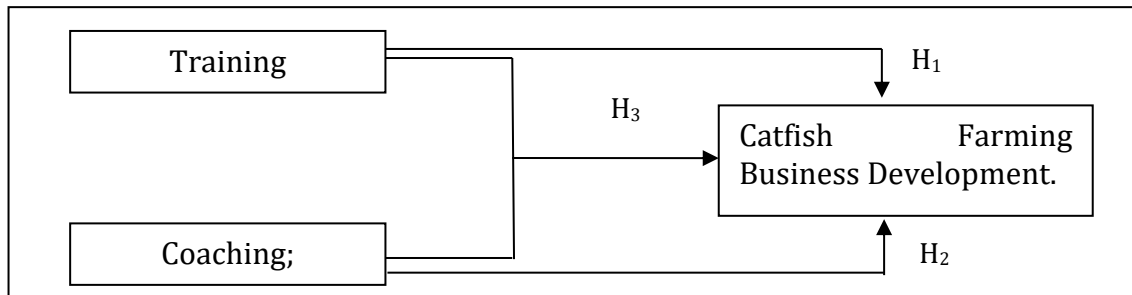 Training
H₁
H₃
Catfish Farming
Business Development.
Coaching;
H₂